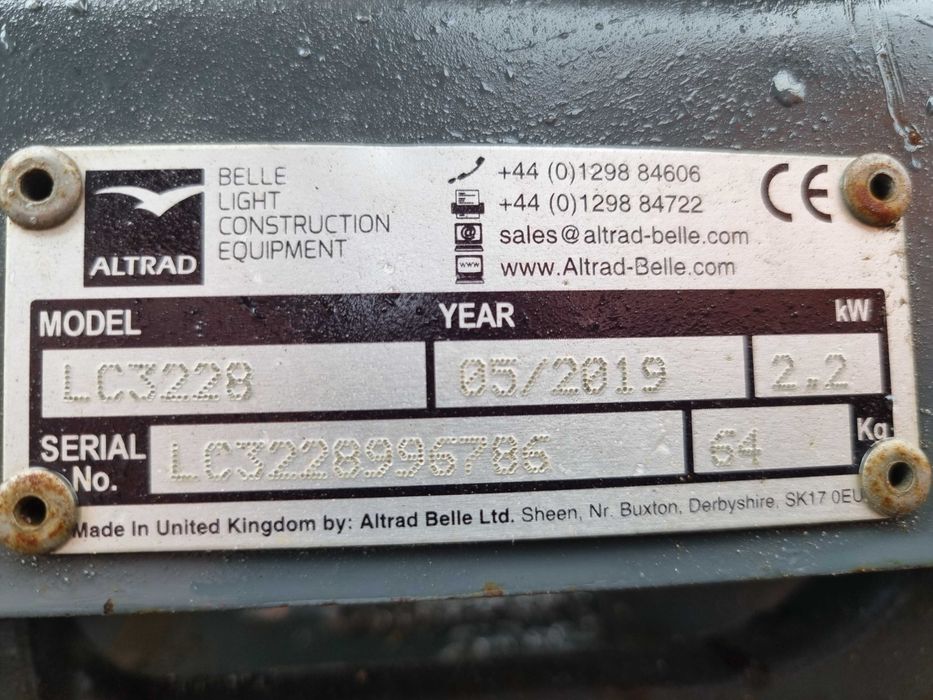 ALTRAD
BELLE
LIGHT
CONSTRUCTION
EQUIPMENT
+44 (0)1298 84606
+44 (0)1298 84722
sales@altrad-belle.com
www
www.Altrad-Belle.com
CE
MODEL YEAR kW
LC3228 05/2019 2.2
SERIAL No. LC3228996786 64 Kg
Made In United Kingdom by: Altrad Belle Ltd. Sheen, Nr. Buxton, Derbyshire, SK17 0EU